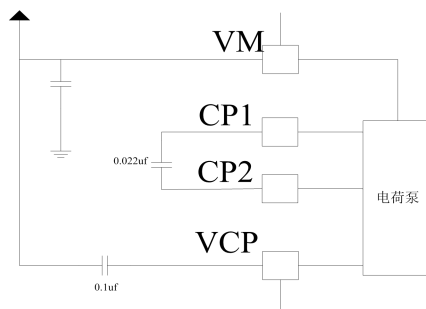 VM
CP1
0.022uf
CP2
电荷泵
VCP
0.1uf